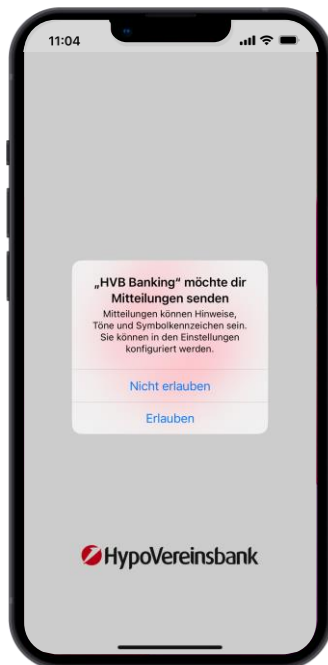 11:04
„HVB Banking“ möchte dir
Mitteilungen senden
Mitteilungen können Hinweise,
Töne und Symbolkennzeichen sein.
Sie können in den Einstellungen
konfiguriert werden.
Nicht erlauben
Erlauben
HypoVereinsbank